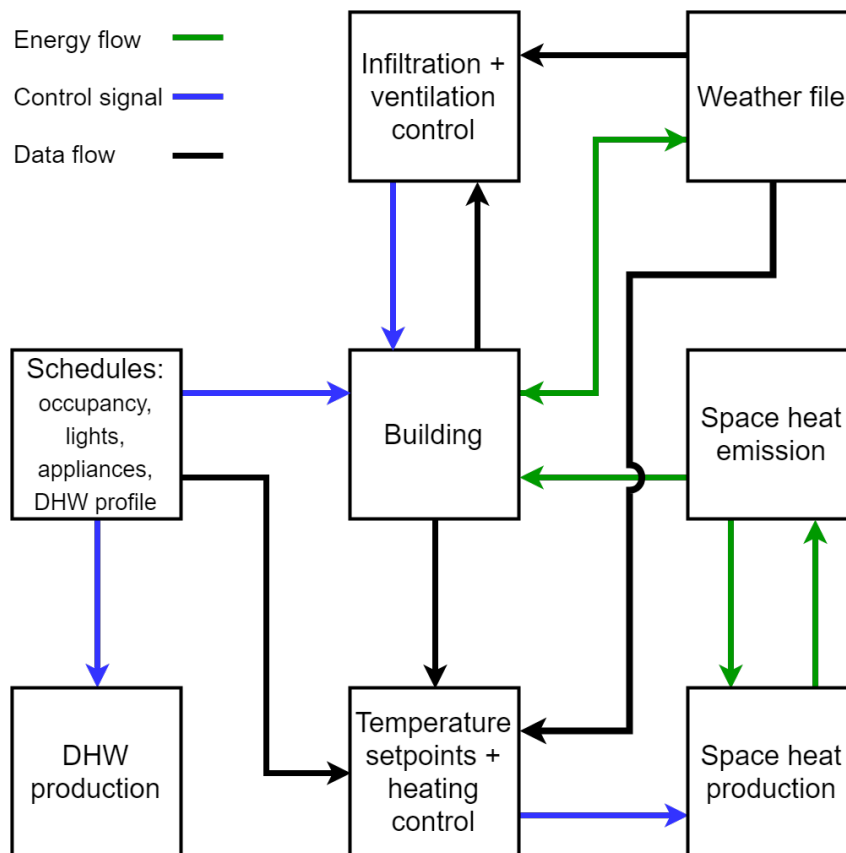 Energy flow
Control signal
Data flow
Infiltration +
ventilation
control
Weather file
Schedules:
occupancy,
lights,
appliances,
DHW profile
Building
Space heat
emission
DHW
production
Temperature
setpoints +
heating
control
Space heat
production